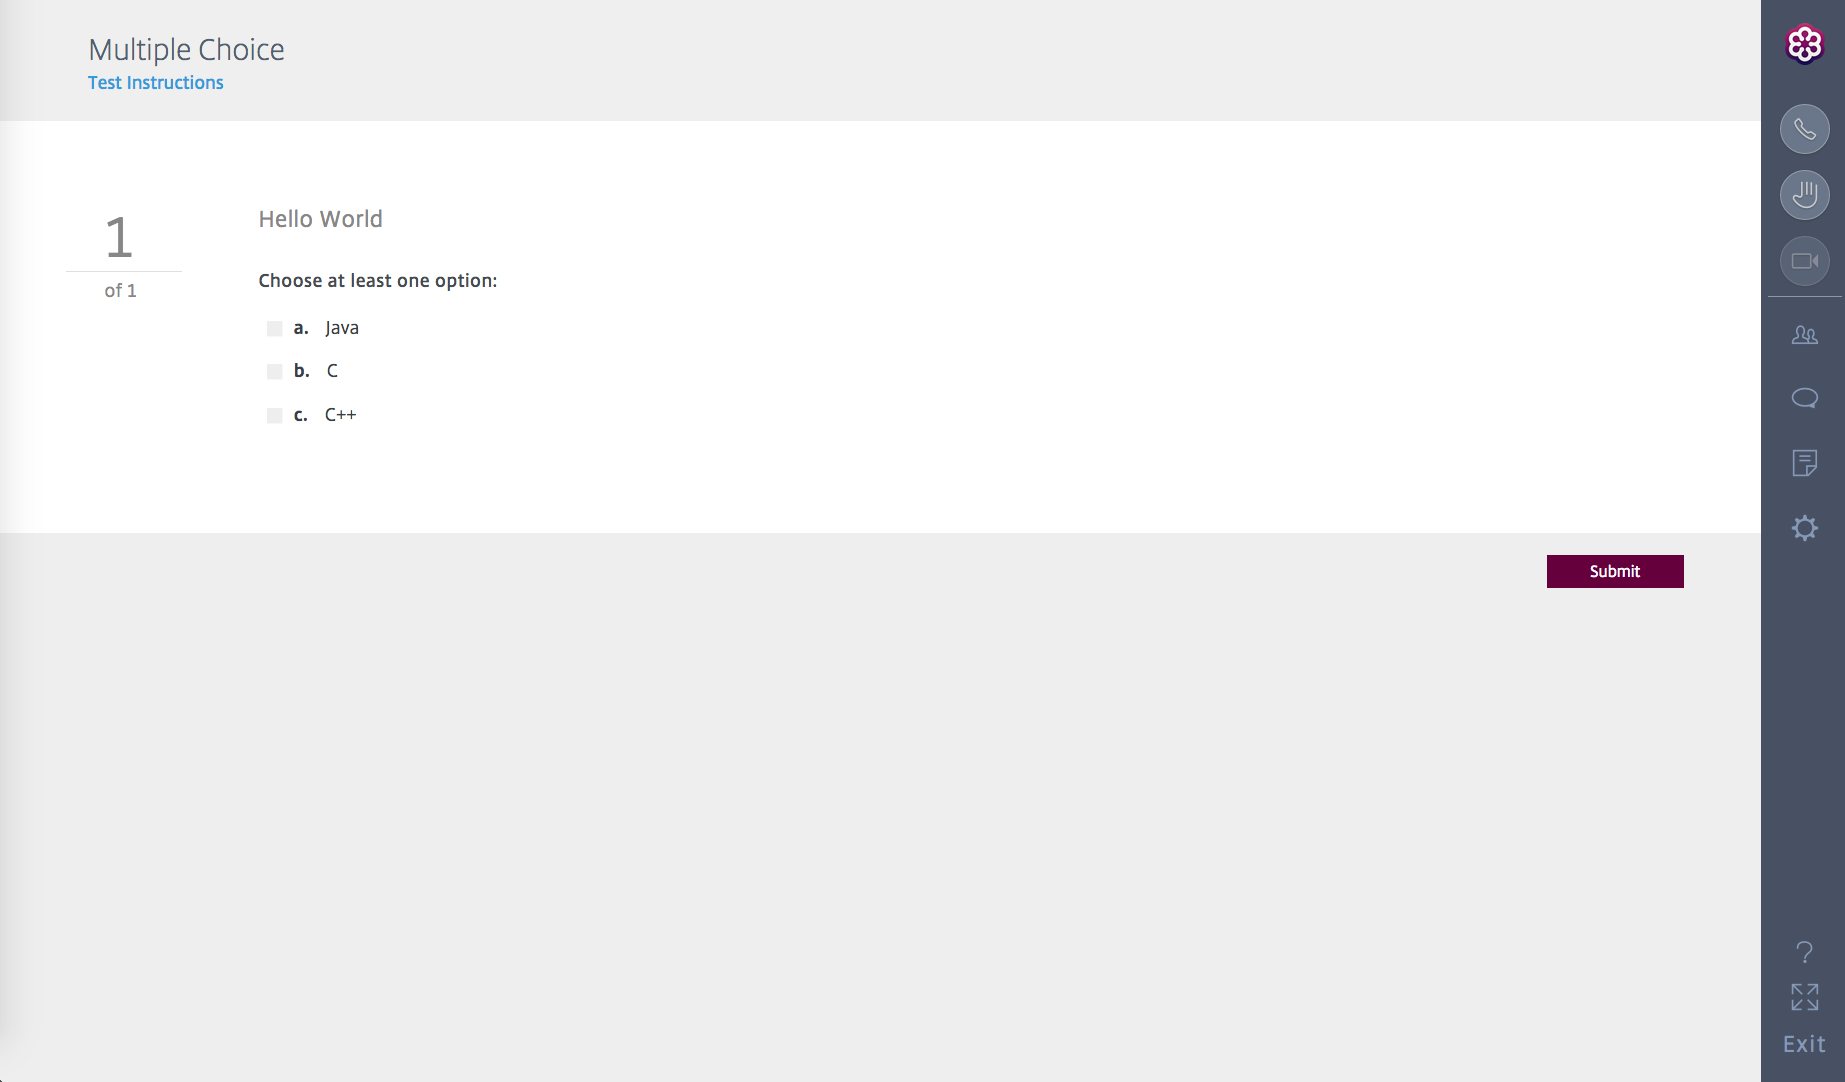 Multiple Choice
Test Instructions
1
of 1
Hello World
Choose at least one option:
a. Java
b. C
c. C++
Submit
?
Exit